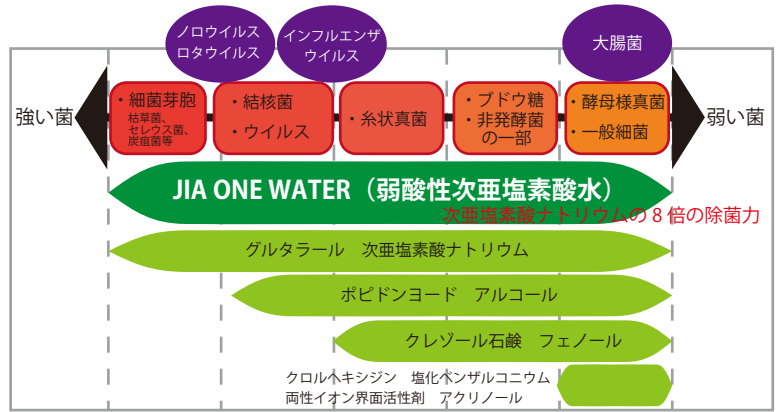 ノロウイルス
ロタウイルス
インフルエンザ
ウイルス
大腸菌
強い菌
・細菌芽胞
枯草菌、
セレウス菌、
炭疽菌等
・結核菌
・ウイルス
・糸状真菌
・ブドウ糖
・非発酵菌
の一部
・酵母様真菌
・一般細菌
弱い菌
JIA ONE WATER（弱酸性次亜塩素酸水）
次亜塩素酸ナトリウムの 8 倍の除菌力
グルタラール　次亜塩素酸ナトリウム
ポピドンヨード　アルコール
クレゾール石鹸　フェノール
クロルヘキシジン　塩化ベンザルコニウム
両性イオン界面活性剤　アクリノール